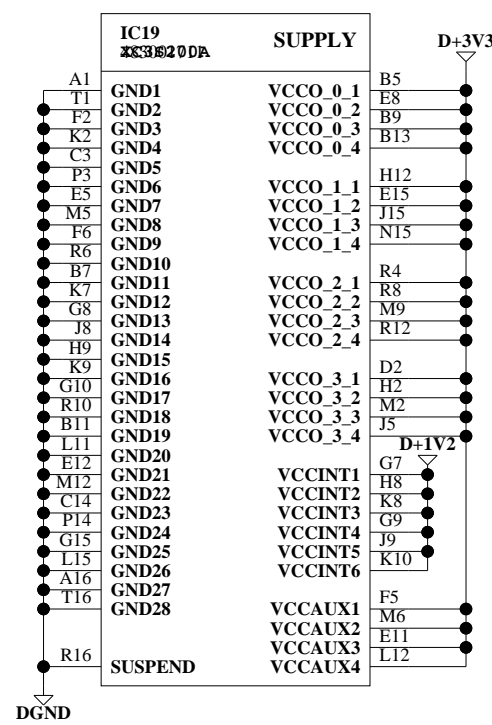 IC19
SUPPLY
D+3V3
A1 GND1 VCCO_0_1 B5
T1 GND2 VCCO_0_2 E8
F2 GND3 VCCO_0_3 B9
K2 GND4 VCCO_0_4 B13
C3 GND5
P3 GND6 VCCO_1_1 H12
E5 GND7 VCCO_1_2 E15
M5 GND8 VCCO_1_3 J15
F6 GND9 VCCO_1_4 N15
R6 GND10
B7 GND11 VCCO_2_1 R4
K7 GND12 VCCO_2_2 R8
G8 GND13 VCCO_2_3 M9
J8 GND14 VCCO_2_4 R12
H9 GND15
K9 GND16 VCCO_3_1 D2
G10 GND17 VCCO_3_2 H2
R10 GND18 VCCO_3_3 M2
B11 GND19 VCCO_3_4 J5
L11 GND20 D+1V2
E12 GND21 VCCINT1 G7
M12 GND22 VCCINT2 H8
C14 GND23 VCCINT3 K8
P14 GND24 VCCINT4 G9
G15 GND25 VCCINT5 J9
L15 GND26 VCCINT6 K10
A16 GND27
T16 GND28 VCCAUX1 F5
VCCAUX2 M6
VCCAUX3 E11
R16 SUSPEND VCCAUX4 L12
DGND